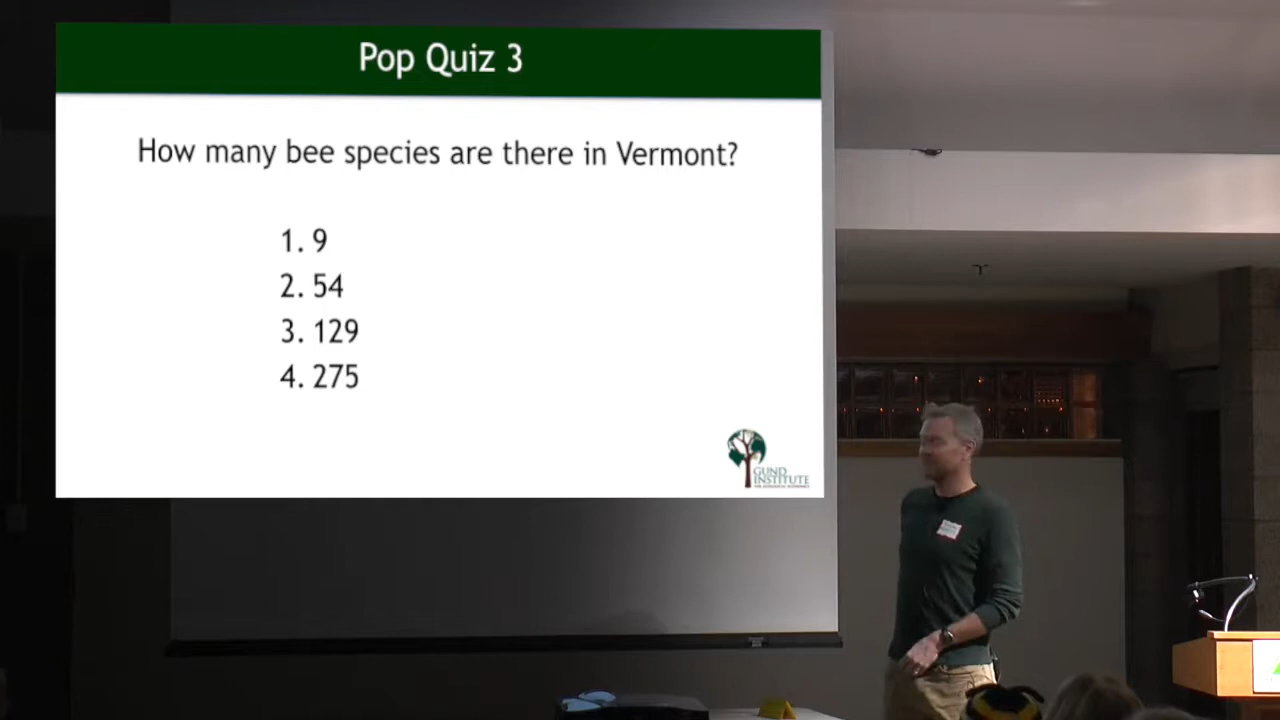 Pop Quiz 3
How many bee species are there in Vermont?
1. 9
2. 54
3. 129
4. 275
GUND
INSTITUTE